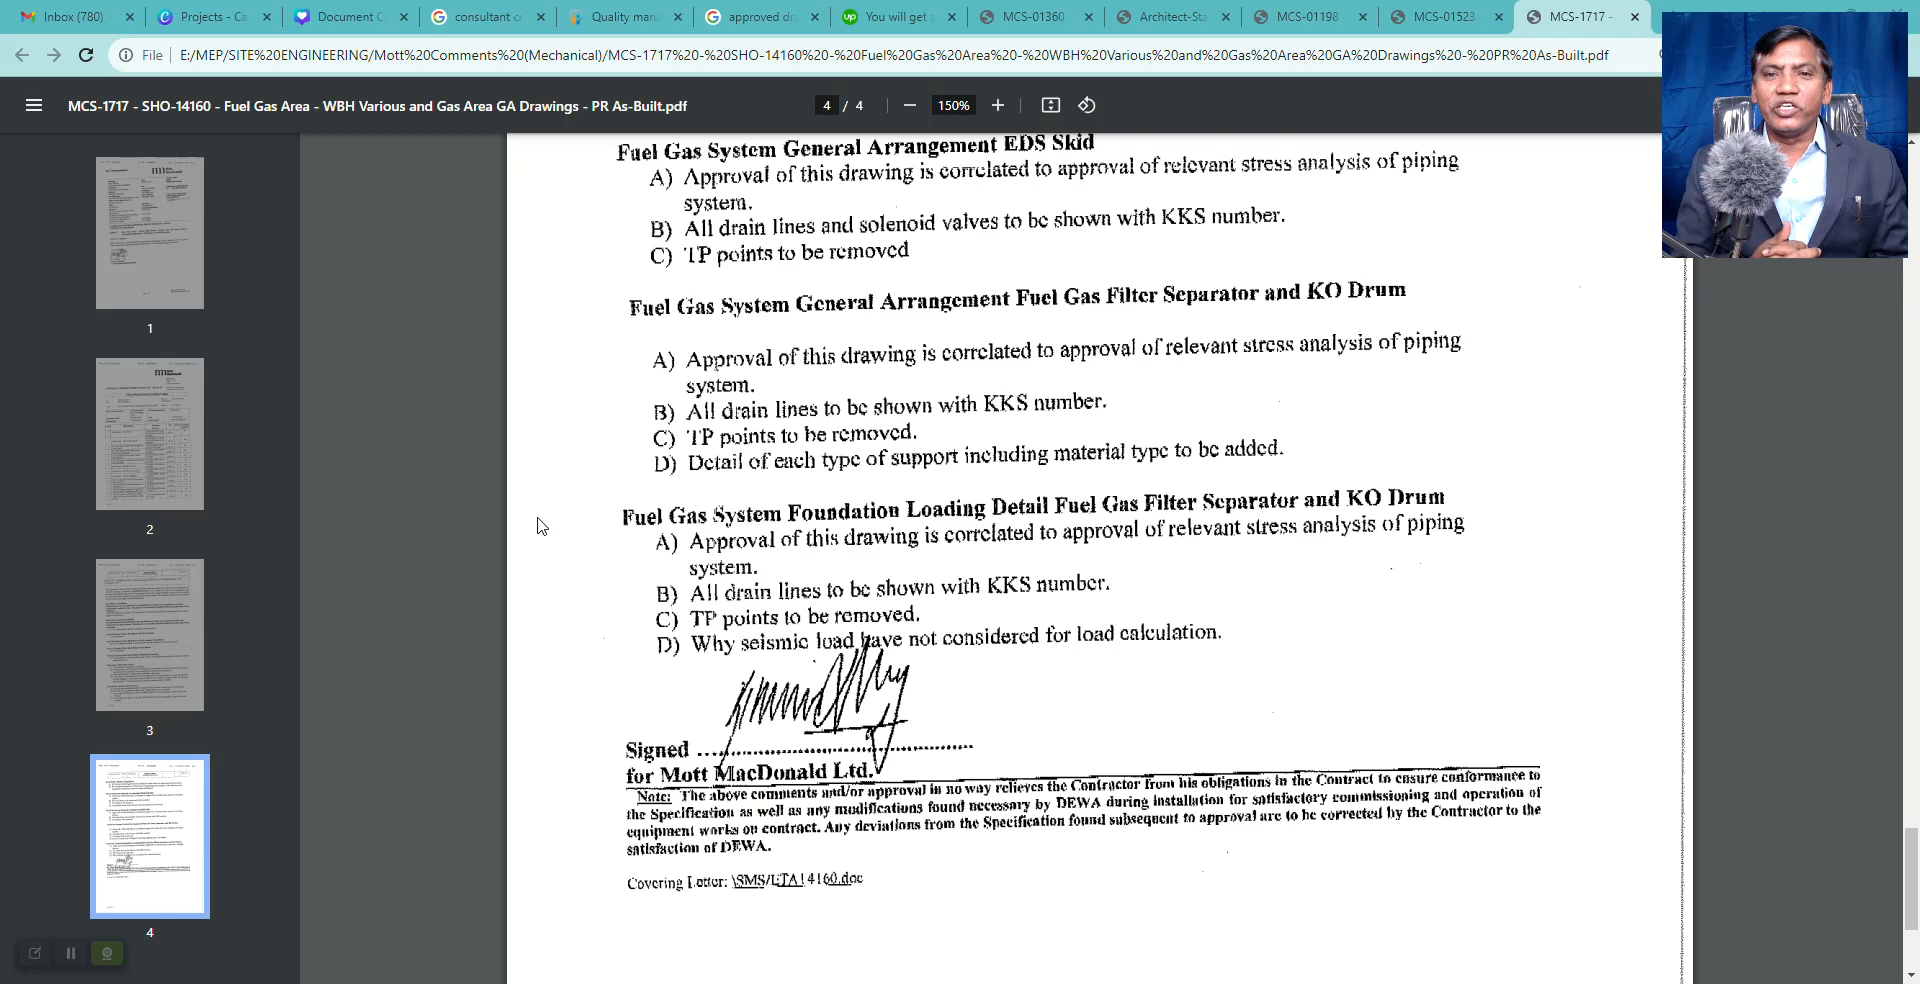 Inbox (780)
Projects - Ca
Document C
consultant co
Quality mana
approved dr
You will get a
MCS-01360
Architect-Sta
MCS-01198
MCS-01523
MCS-1717 -
File
E:/MEP/SITE%20ENGINEERING/Mott%20Comments%20(Mechanical)/MCS-1717%20-%20SHO-14160%20-%20Fuel%20Gas%20Area%20-%20WBH%20Various%20and%20Gas%20Area%20GA%20Drawings%20-%20PR%20As-Built.pdf
MCS-1717 - SHO-14160 - Fuel Gas Area - WBH Various and Gas Area GA Drawings - PR As-Built.pdf
4 / 4
150%
1
2
3
4
Fuel Gas System General Arrangement EDS Skid
A) Approval of this drawing is correlated to approval of relevant stress analysis of piping
system.
B) All drain lines and solenoid valves to be shown with KKS number.
C) TP points to be removed
Fuel Gas System General Arrangement Fuel Gas Filter Separator and KO Drum
A) Approval of this drawing is correlated to approval of relevant stress analysis of piping
system.
B) All drain lines to be shown with KKS number.
C) TP points to be removed.
D) Detail of each type of support including material type to be added.
Fuel Gas System Foundation Loading Detail Fuel Gas Filter Separator and KO Drum
A) Approval of this drawing is correlated to approval of relevant stress analysis of piping
system.
B) All drain lines to be shown with KKS number.
C) TP points to be removed.
D) Why seismic load have not considered for load calculation.
Signed
for Mott MacDonald Ltd.
Note: The above comments and/or approval in no way relieves the Contractor from his obligations in the Contract to ensure conformance to
the Specification as well as any modifications found necessary by DEWA during installation for satisfactory commissioning and operation of
equipment works on contract. Any deviations from the Specification found subsequent to approval are to be corrected by the Contractor to the
satisfaction of DEWA.
Covering Letter: \SMS/LTA14160.doc